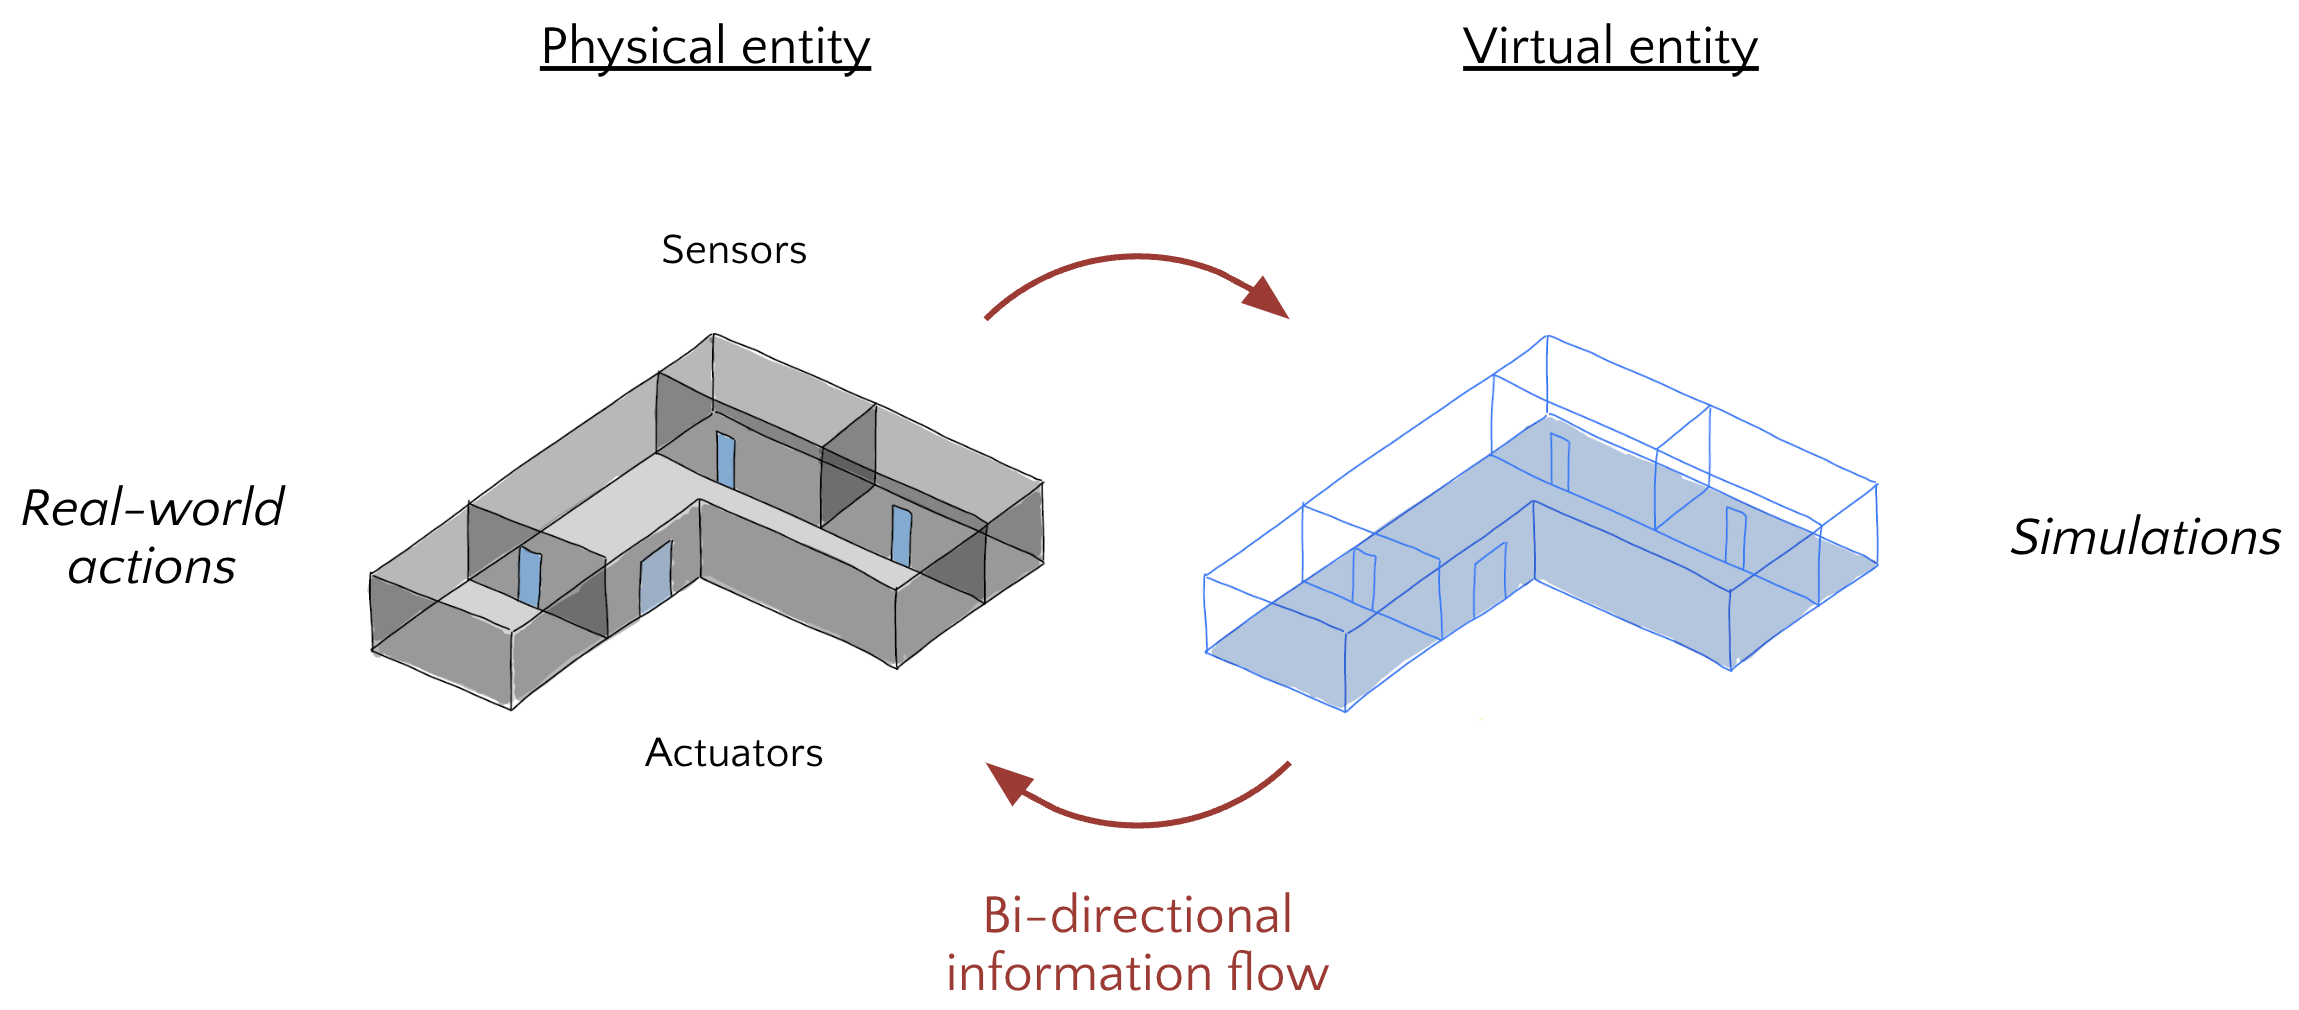 Physical entity
Virtual entity
Sensors
Real-world
actions
Simulations
Actuators
Bi-directional
information flow